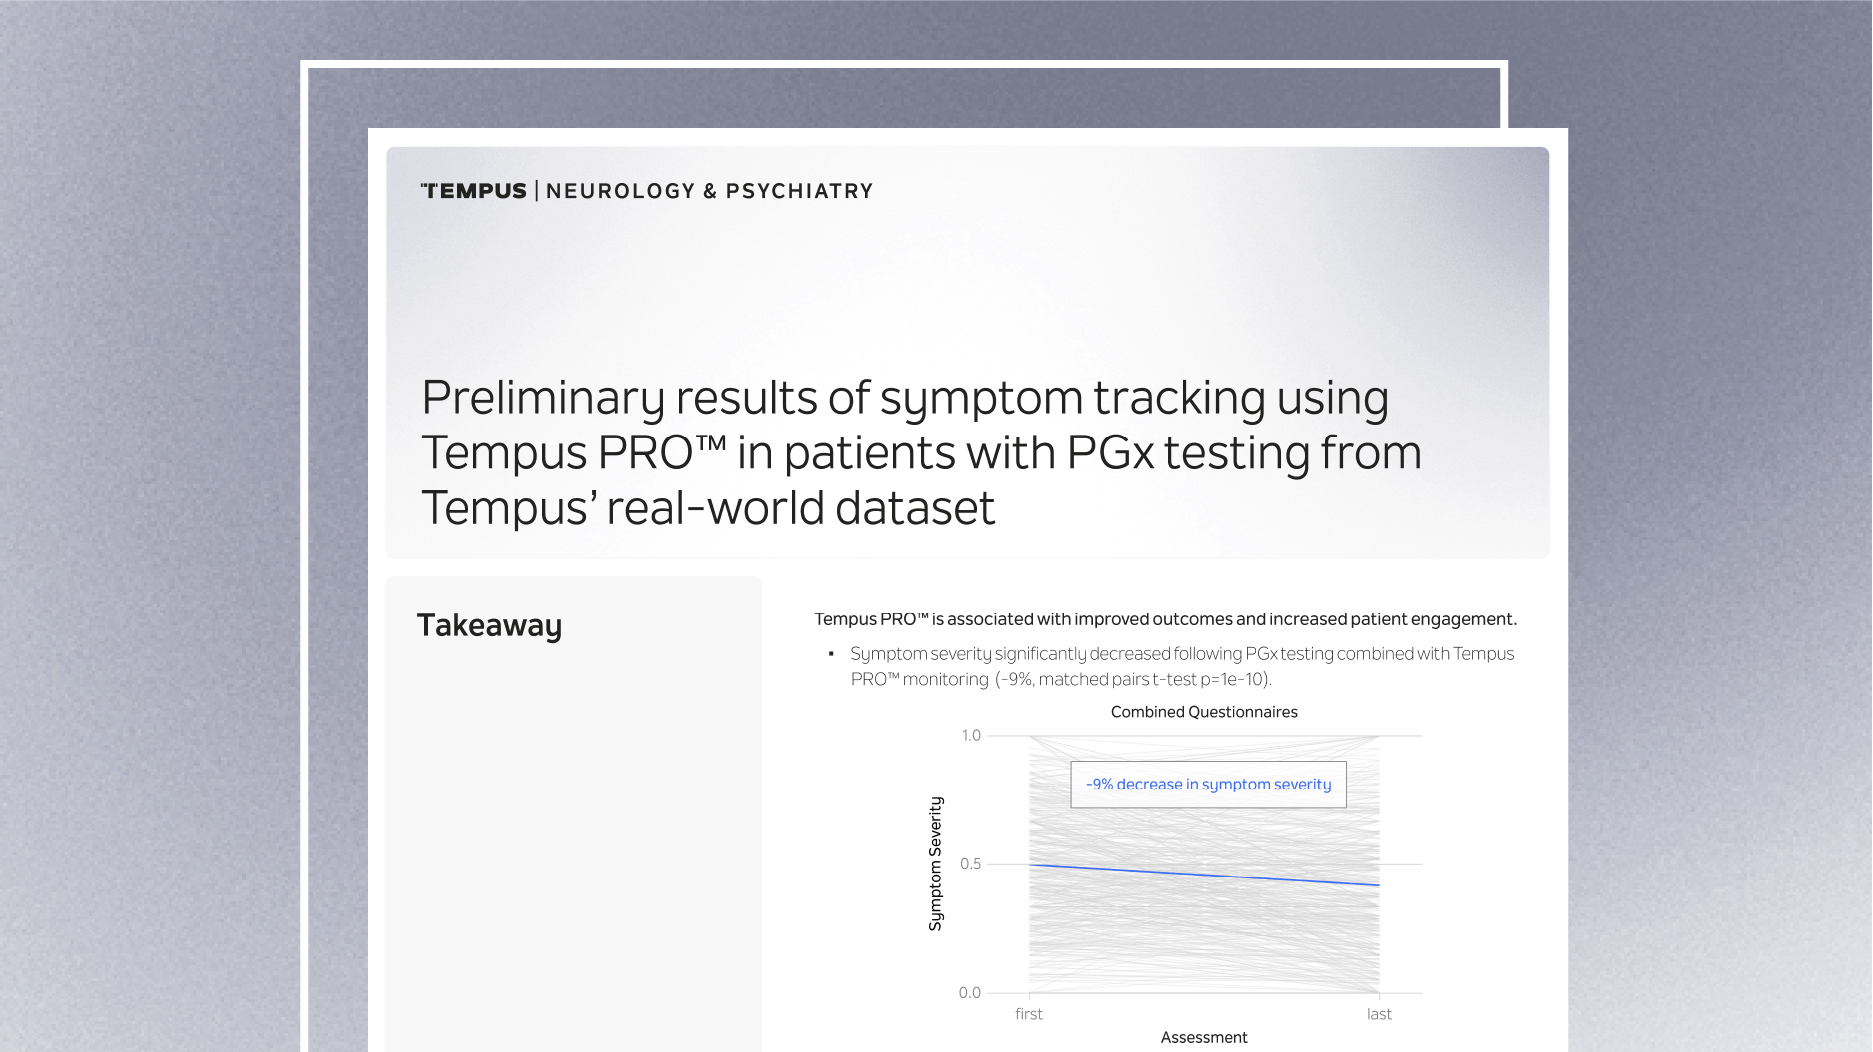 TEMPUS | NEUROLOGY & PSYCHIATRY
Preliminary results of symptom tracking using
Tempus PRO™ in patients with PGx testing from
Tempus’ real-world dataset
Takeaway
Tempus PRO™ is associated with improved outcomes and increased patient engagement.
▪ Symptom severity significantly decreased following PGx testing combined with Tempus
PRO™ monitoring (-9%, matched pairs t-test p=1e-10).
Combined Questionnaires
1.0
-9% decrease in symptom severity
Symptom Severity
0.5
0.0
first
last
Assessment